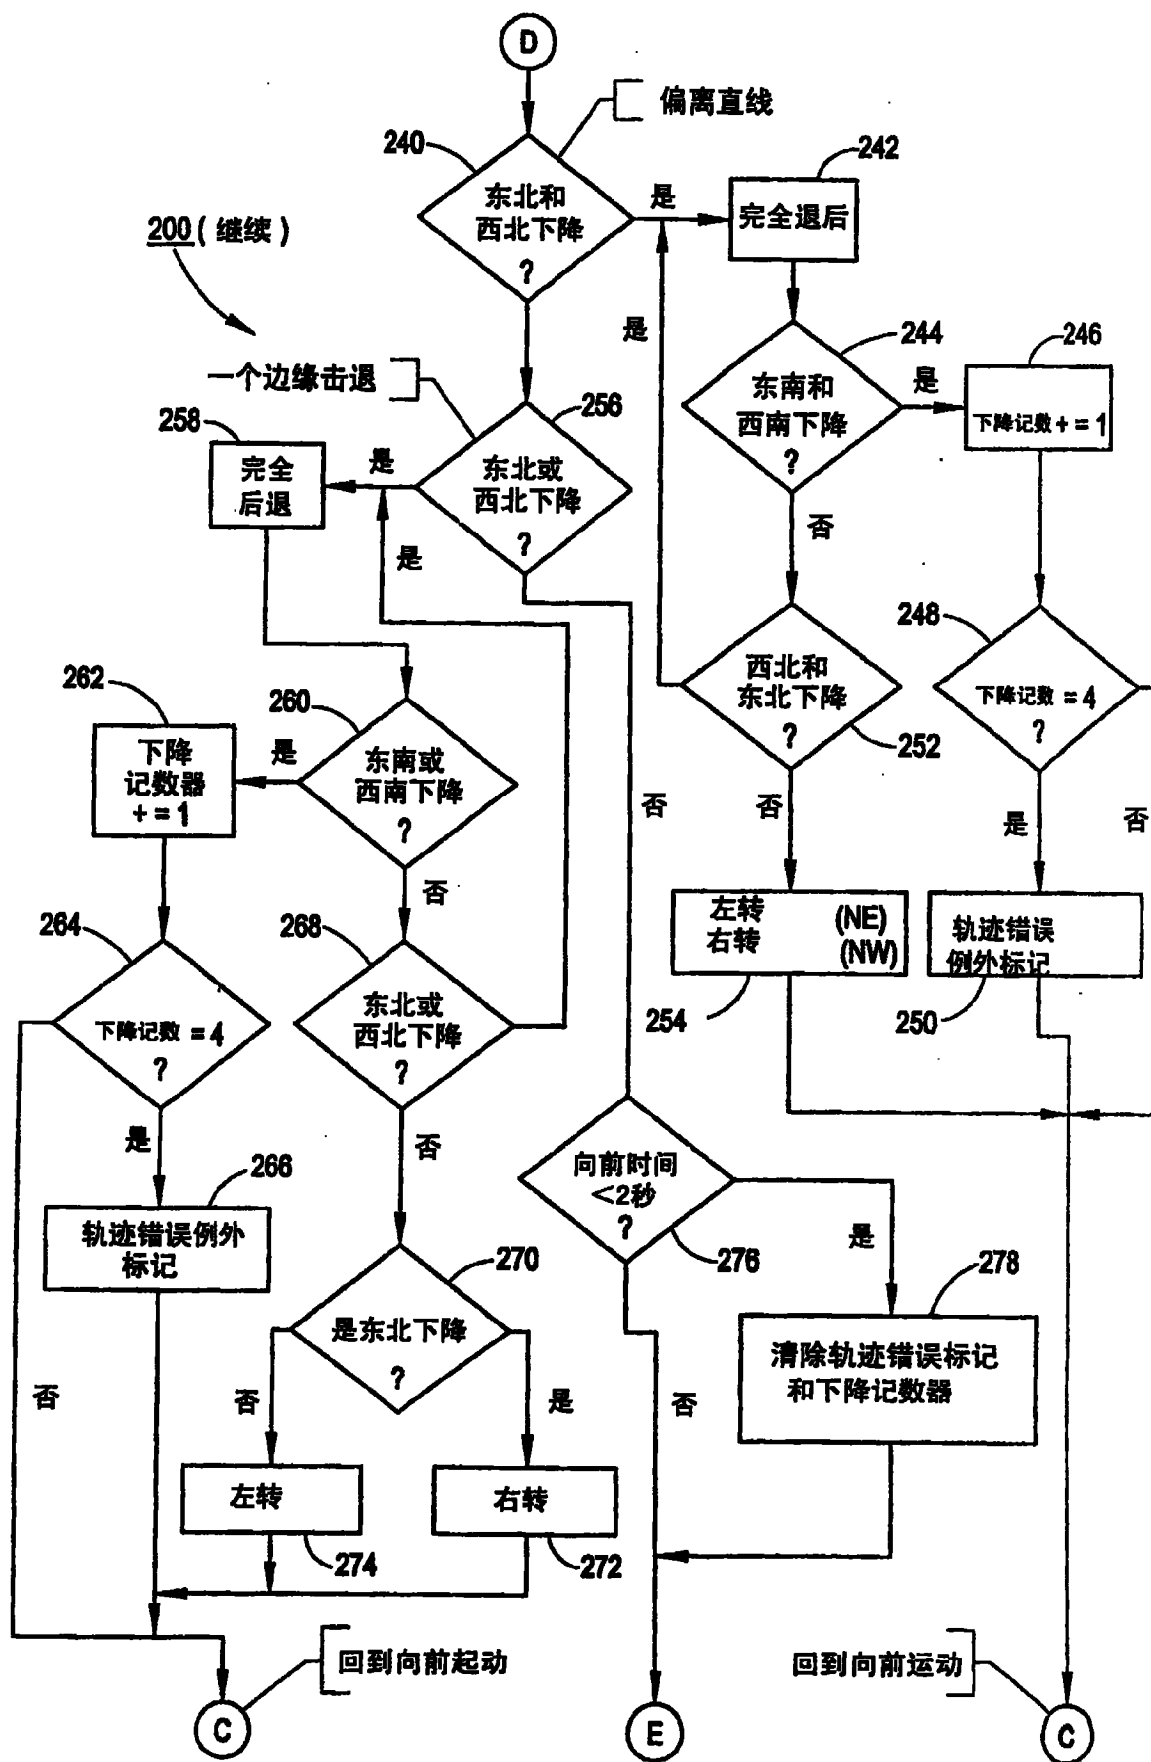 D
偏离直线
240
东北和
西北下降
?
是
242
完全退后
200 ( 继续 )
是
244
东南和
西南下降
?
是
246
下降记数 + = 1
一个边缘击退
256
东北或
西北下降
?
是
258
完全
后退
是
否
西北和
东北下降
?
252
248
下降记数 = 4
?
262
下降
记数器
+ = 1
260
是
东南或
西南下降
?
否
否
是
否
左转 (NE)
右转 (NW)
254
轨迹错误
例外标记
250
264
下降记数 = 4
?
否
268
东北或
西北下降
?
是
否
266
轨迹错误例外
标记
向前时间
<2秒
?
276
是
278
清除轨迹错误标记
和下降记数器
270
是东北下降
?
否
否
是
否
左转
274
右转
272
回到向前起动
C
E
回到向前运动
C